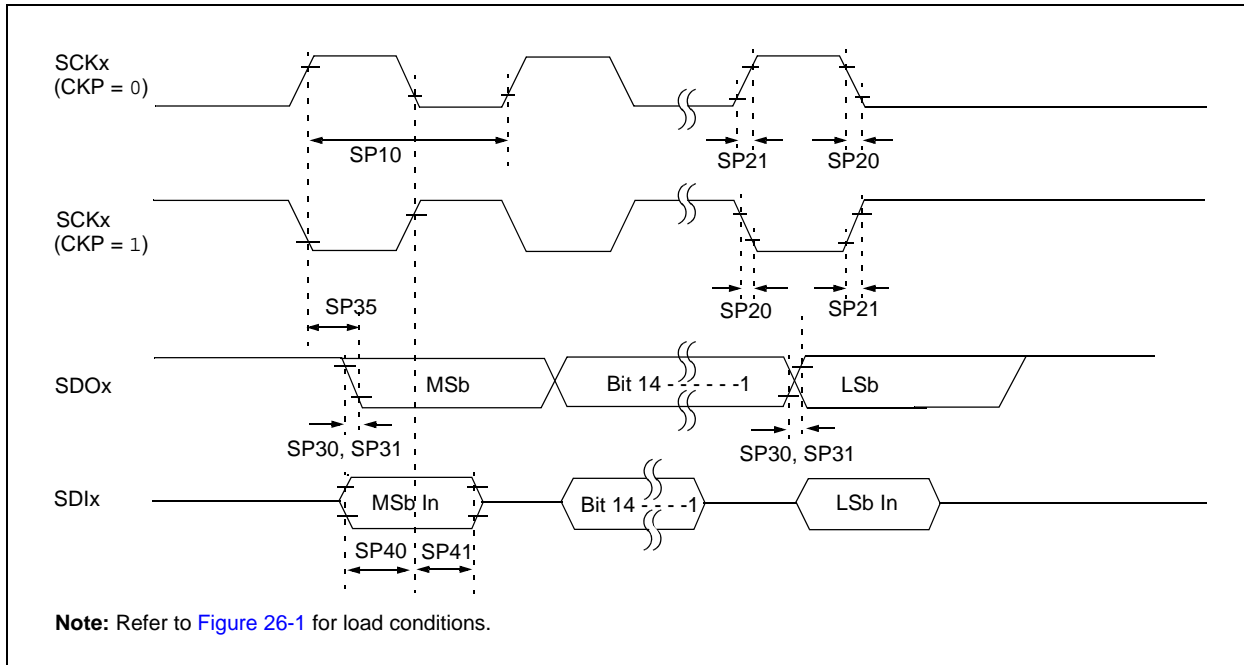 SCKx
(CKP = 0)
SP10
SP21
SP20
SCKx
(CKP = 1)
SP35
SP20
SP21
SDOx
MSb
Bit 14 - - - - - -1
LSb
SP30, SP31
SP30, SP31
SDIx
MSb In
Bit 14 - - - -1
LSb In
SP40
SP41
Note: Refer to Figure 26-1 for load conditions.